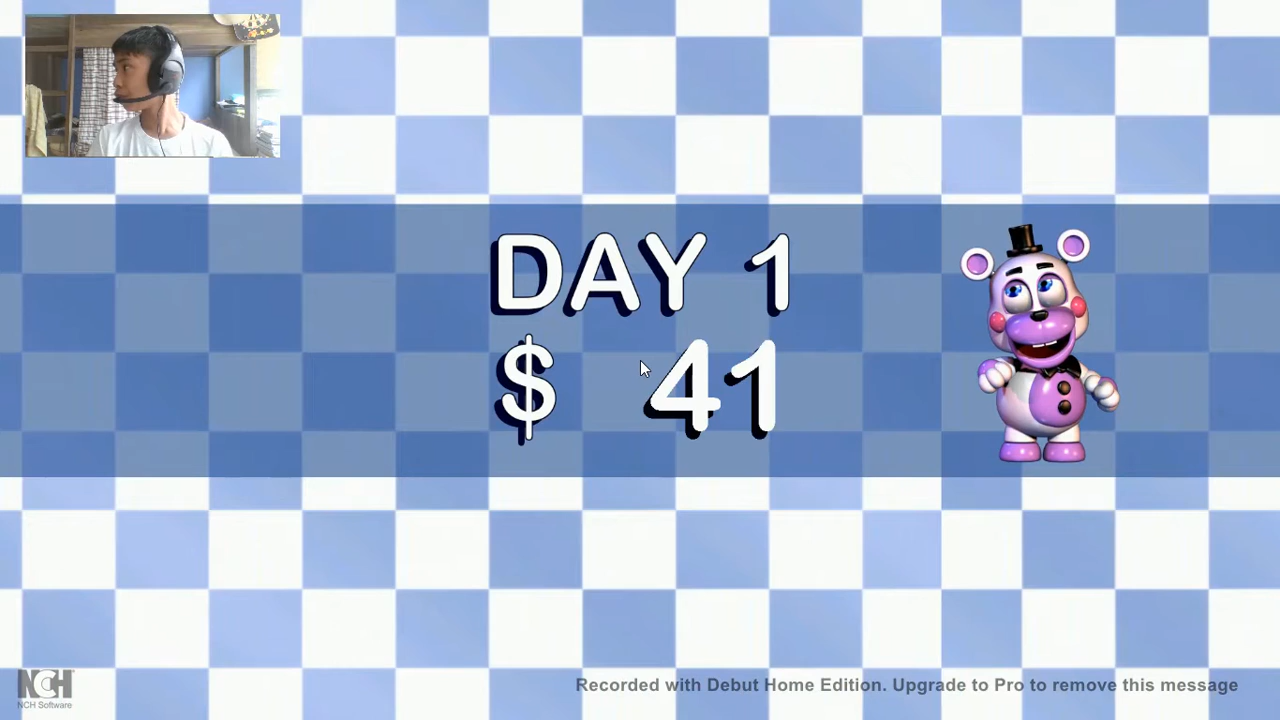 DAY 1
$ 41
NCH
NCH Software
Recorded with Debut Home Edition. Upgrade to Pro to remove this message